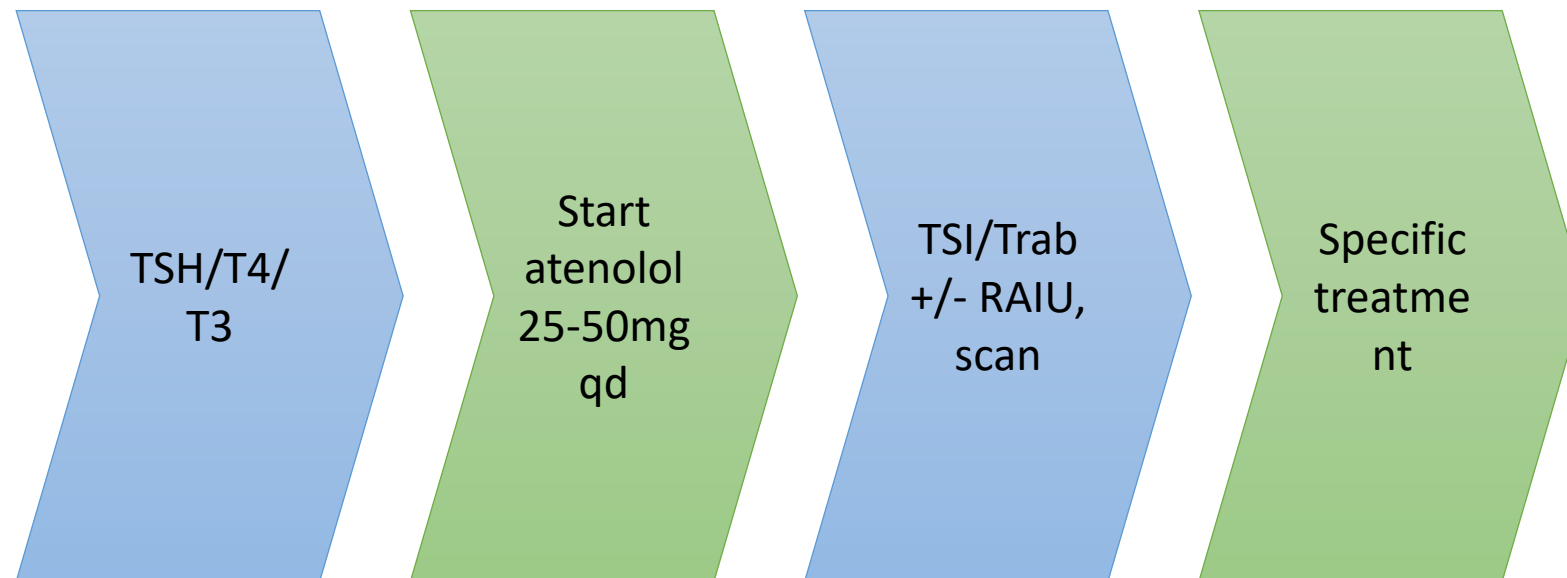 TSH/T4/
T3
Start
atenolol
25-50mg
qd
TSI/Trab
+/- RAIU,
scan
Specific
treatme
nt